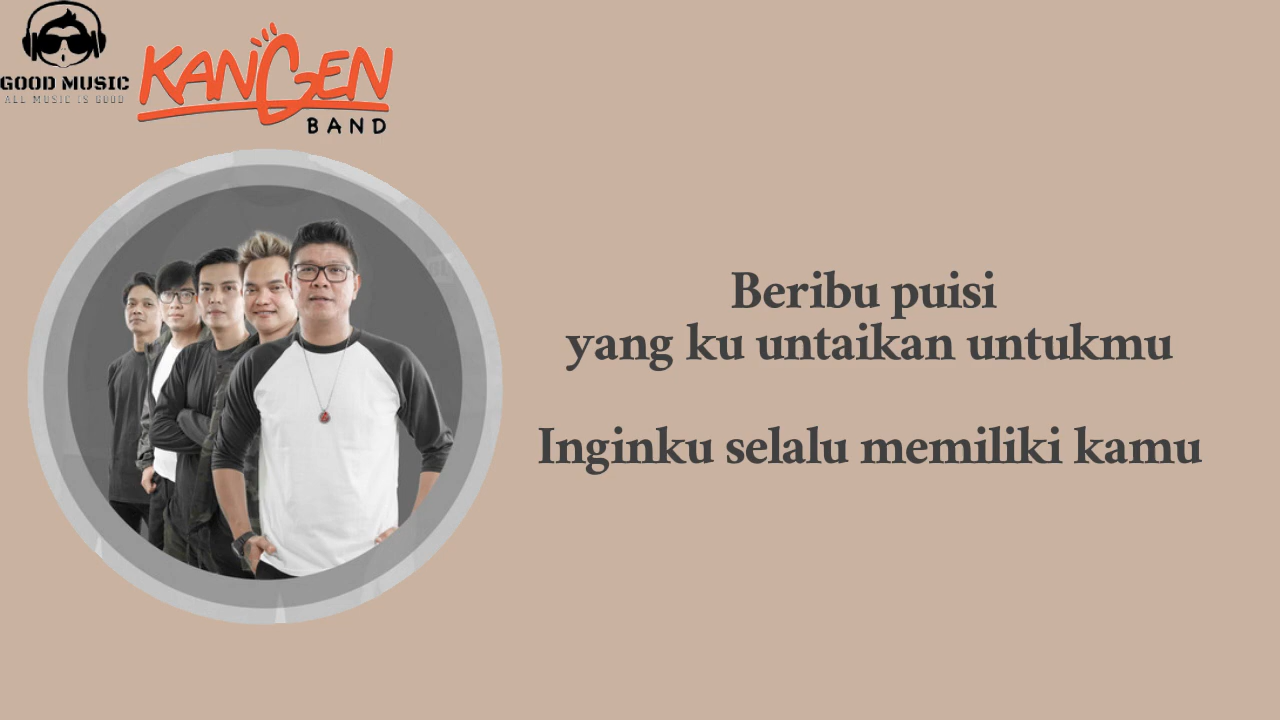 GOOD MUSIC
ALL MUSIC IS GOOD
KANGEN
BAND
Beribu puisi
yang ku untaikan untukmu
Inginku selalu memiliki kamu